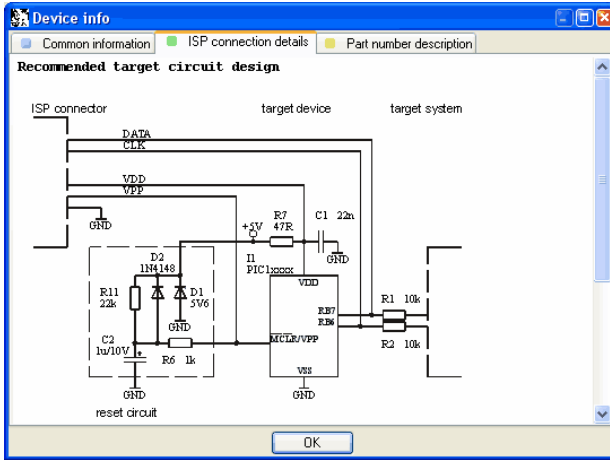 Device info
Common information
ISP connection details
Part number description
Recommended target circuit design
ISP connector
target device
target system
DATA
CLK
VDD
VPP
GND
+5V
R7
47R
C1 22n
GND
D2
1N4148
I1
PIC1xxxx
VDD
R11
22k
D1
5V6
GND
RB7
RB6
R1 10k
R2 10k
C2
1u/10V
R6 1k
MCLR/VPP
VSS
GND
GND
reset circuit
OK